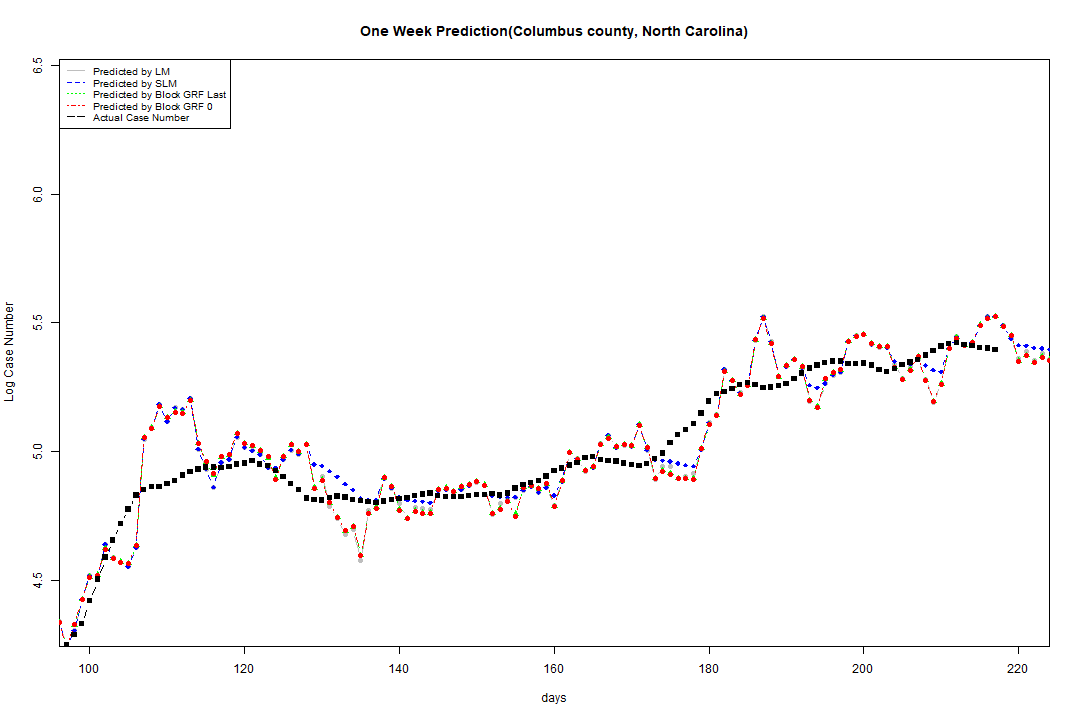 One Week Prediction(Columbus county, North Carolina)
Predicted by LM
Predicted by SLM
Predicted by Block GRF Last
Predicted by Block GRF 0
Actual Case Number
Log Case Number
6.5
6.0
5.5
5.0
4.5
100 120 140 160 180 200 220
days